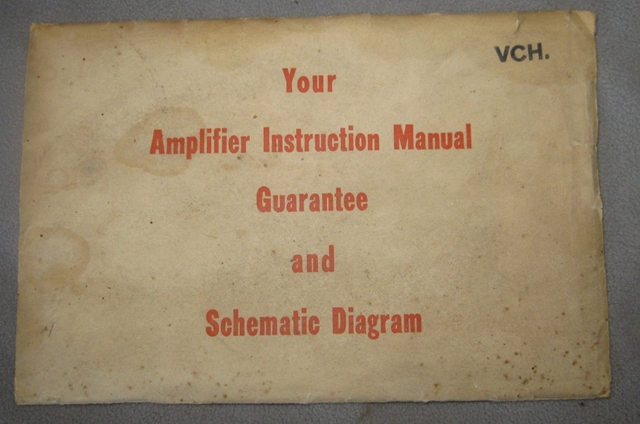 VCH.
Your
Amplifier Instruction Manual
Guarantee
and
Schematic Diagram